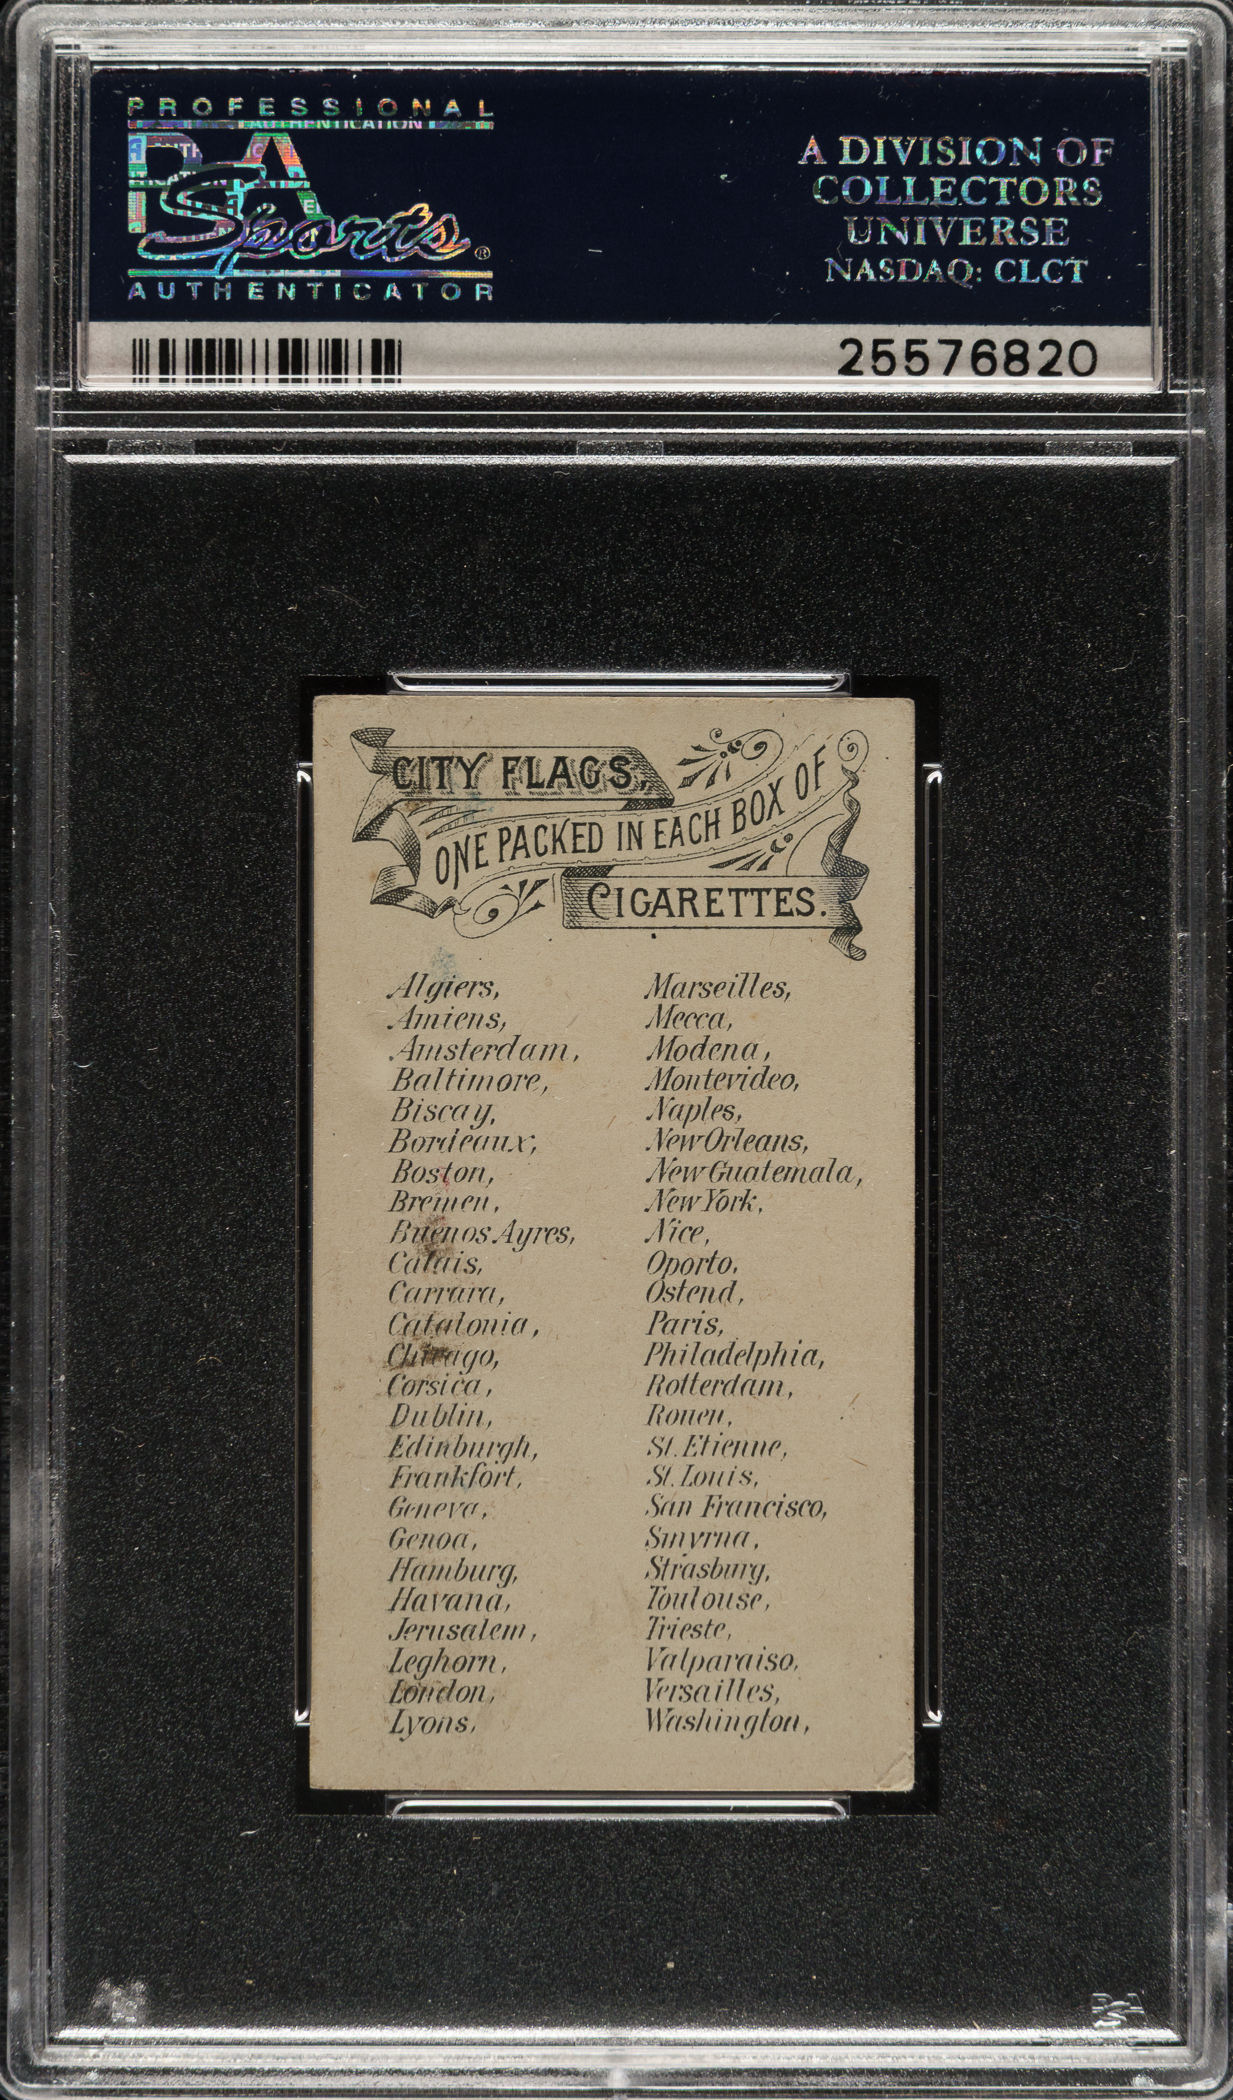 PROFESSIONAL
PSA
Sports®
AUTHENTICATOR
A DIVISION OF
COLLECTORS
UNIVERSE
NASDAQ: CLCT
25576820
CITY FLAGS,
ONE PACKED IN EACH BOX OF
CIGARETTES.
Algiers,
Amiens,
Amsterdam,
Baltimore,
Biscay,
Bordeaux,
Boston,
Bremen,
Buenos Ayres,
Calais,
Carrara,
Catalonia,
Chicago,
Corsica,
Dublin,
Edinburgh,
Frankfort,
Geneva,
Genoa,
Hamburg,
Havana,
Jerusalem,
Leghorn,
London,
Lyons,
Marseilles,
Mecca,
Modena,
Montevideo,
Naples,
New Orleans,
New Guatemala,
New York,
Nice,
Oporto,
Ostend,
Paris,
Philadelphia,
Rotterdam,
Rouen,
St. Etienne,
St. Louis,
San Francisco,
Smyrna,
Strasburg,
Toulouse,
Trieste,
Valparaiso,
Versailles,
Washington,
PSA